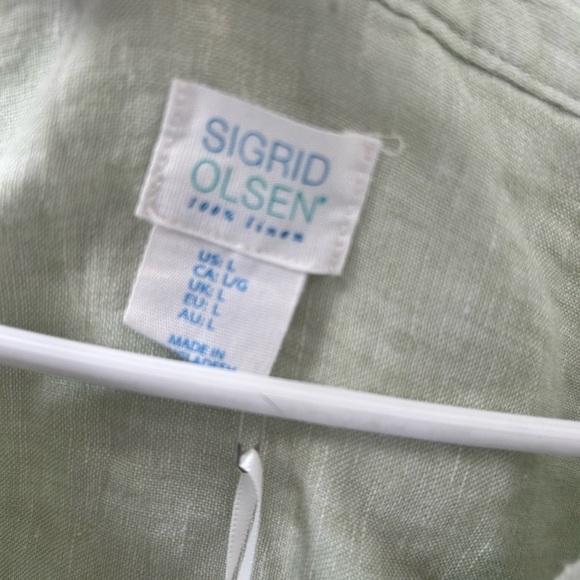 SIGRID
OLSEN
100% linen
US: L
CA: L/G
UK: L
EU: L
AU: L
MADE IN